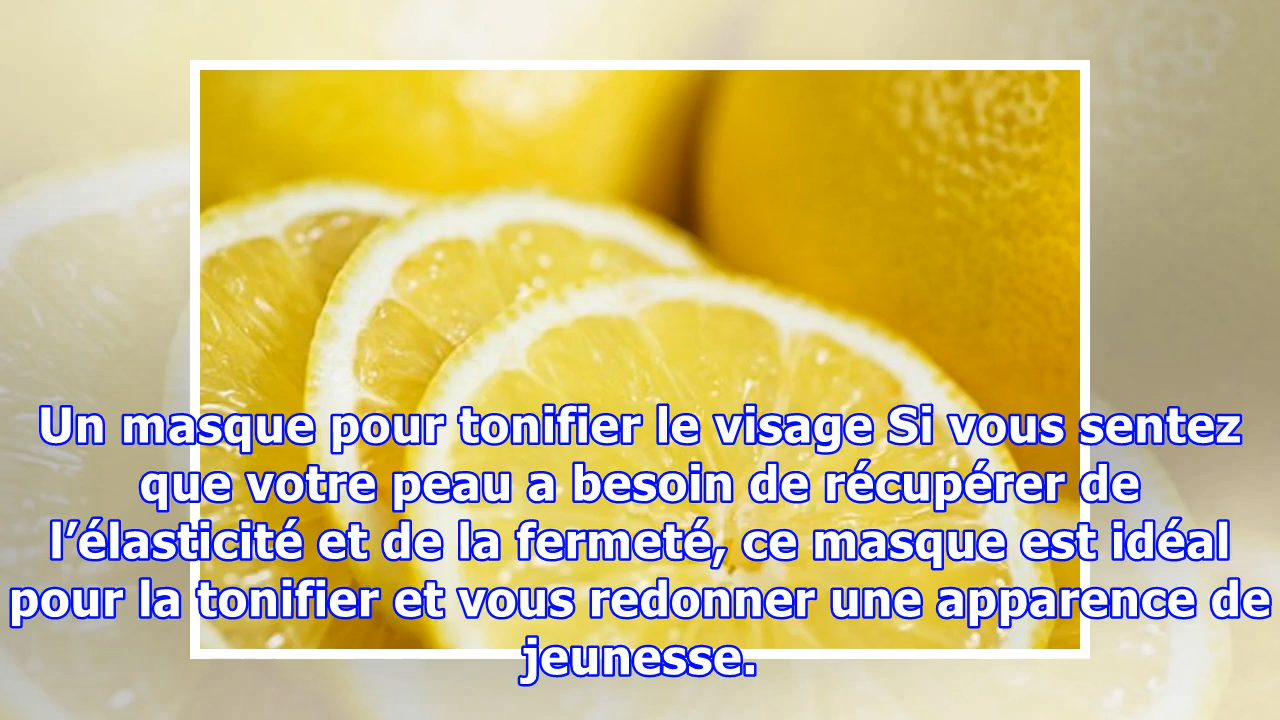 Un masque pour tonifier le visage Si vous sentez
que votre peau a besoin de récupérer de
l’élasticité et de la fermeté, ce masque est idéal
pour la tonifier et vous redonner une apparence de
jeunesse.